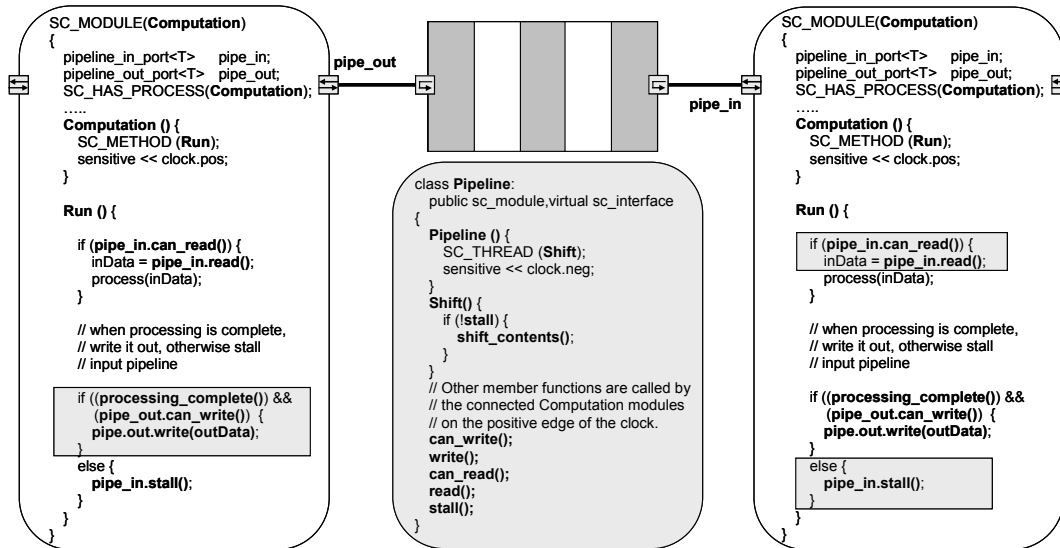 SC_MODULE(Computation)
{
pipeline_in_port<T> pipe_in;
pipeline_out_port<T> pipe_out;
SC_HAS_PROCESS(Computation);
.....
Computation () {
SC_METHOD (Run);
sensitive << clock.pos;
}
Run () {
if (pipe_in.can_read()) {
inData = pipe_in.read();
process(inData);
}
// when processing is complete,
// write it out, otherwise stall
// input pipeline
if ((processing_complete()) &&
(pipe_out.can_write()) {
pipe.out.write(outData);
}
else {
pipe_in.stall();
}
}
}
pipe_out
pipe_in
class Pipeline:
public sc_module,virtual sc_interface
{
Pipeline () {
SC_THREAD (Shift);
sensitive << clock.neg;
}
Shift() {
if (!stall) {
shift_contents();
}
}
// Other member functions are called by
// the connected Computation modules
// on the positive edge of the clock.
can_write();
write();
can_read();
read();
stall();
}
SC_MODULE(Computation)
{
pipeline_in_port<T> pipe_in;
pipeline_out_port<T> pipe_out;
SC_HAS_PROCESS(Computation);
.....
Computation () {
SC_METHOD (Run);
sensitive << clock.pos;
}
Run () {
if (pipe_in.can_read()) {
inData = pipe_in.read();
process(inData);
}
// when processing is complete,
// write it out, otherwise stall
// input pipeline
if ((processing_complete()) &&
(pipe_out.can_write()) {
pipe.out.write(outData);
}
else {
pipe_in.stall();
}
}
}